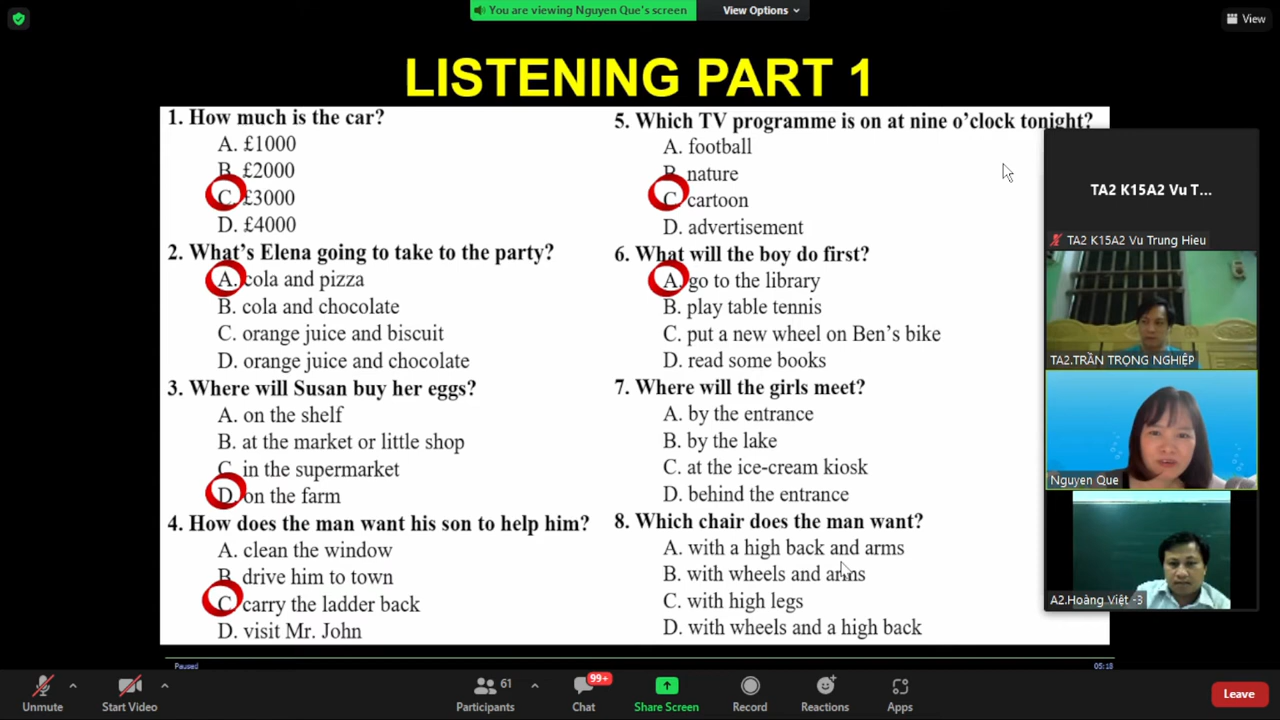 You are viewing Nguyen Que's screen
View Options
View
LISTENING PART 1
1. How much is the car?
A. £1000
B. £2000
C. £3000
D. £4000
2. What's Elena going to take to the party?
A. cola and pizza
B. cola and chocolate
C. orange juice and biscuit
D. orange juice and chocolate
3. Where will Susan buy her eggs?
A. on the shelf
B. at the market or little shop
C. in the supermarket
D. on the farm
4. How does the man want his son to help him?
A. clean the window
B. drive him to town
C. carry the ladder back
D. visit Mr. John
5. Which TV programme is on at nine o'clock tonight?
A. football
B. nature
C. cartoon
D. advertisement
6. What will the boy do first?
A. go to the library
B. play table tennis
C. put a new wheel on Ben's bike
D. read some books
7. Where will the girls meet?
A. by the entrance
B. by the lake
C. at the ice-cream kiosk
D. behind the entrance
8. Which chair does the man want?
A. with a high back and arms
B. with wheels and arms
C. with high legs
D. with wheels and a high back
TA2 K15A2 Vu T...
TA2 K15A2 Vu Trung Hieu
TA2.TRẦN TRỌNG NGHIỆP
Nguyen Que
A2.Hoàng Việt -3
Paused
05:18
Unmute
Start Video
61
Participants
99+
Chat
Share Screen
Record
Reactions
Apps
Leave